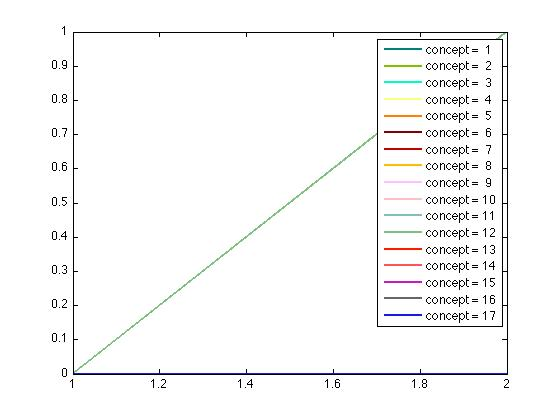 1
0.9
0.8
0.7
0.6
0.5
0.4
0.3
0.2
0.1
0
1 1.2 1.4 1.6 1.8 2
concept = 1
concept = 2
concept = 3
concept = 4
concept = 5
concept = 6
concept = 7
concept = 8
concept = 9
concept = 10
concept = 11
concept = 12
concept = 13
concept = 14
concept = 15
concept = 16
concept = 17